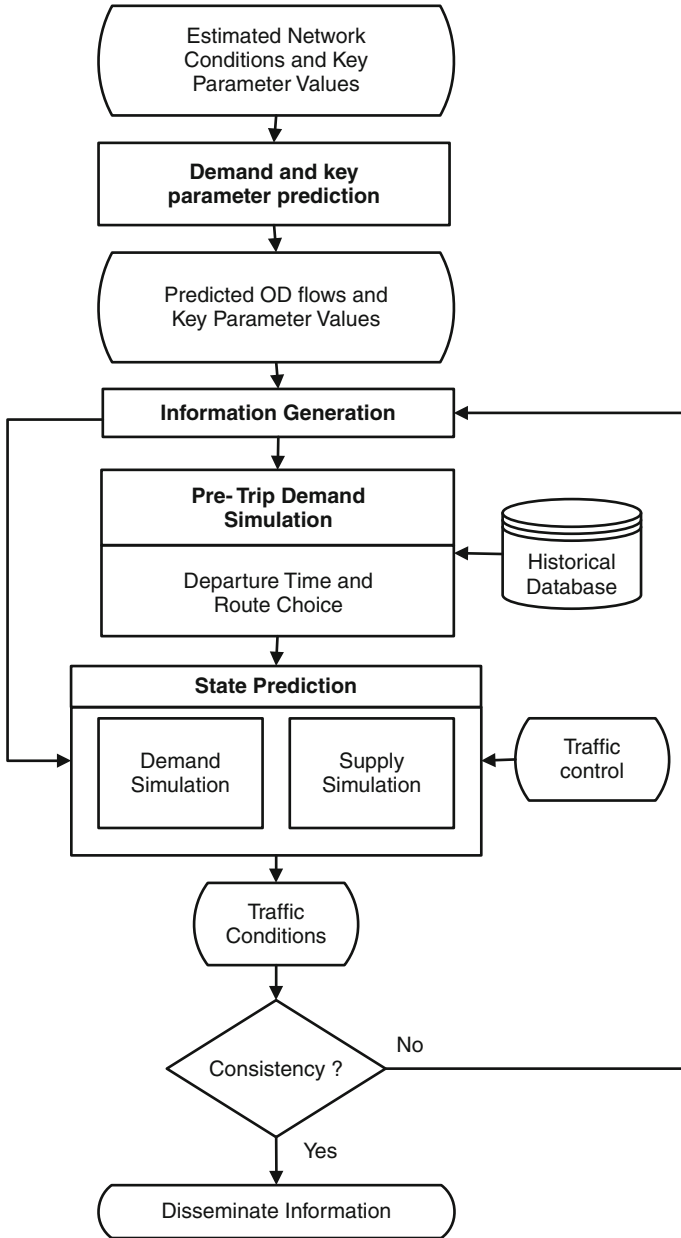 Estimated Network
Conditions and Key
Parameter Values
Demand and key
parameter prediction
Predicted OD flows and
Key Parameter Values
Information Generation
Pre- Trip Demand
Simulation
Departure Time and
Route Choice
Historical
Database
State Prediction
Demand
Simulation
Supply
Simulation
Traffic
control
Traffic
Conditions
Consistency ?
No
Yes
Disseminate Information